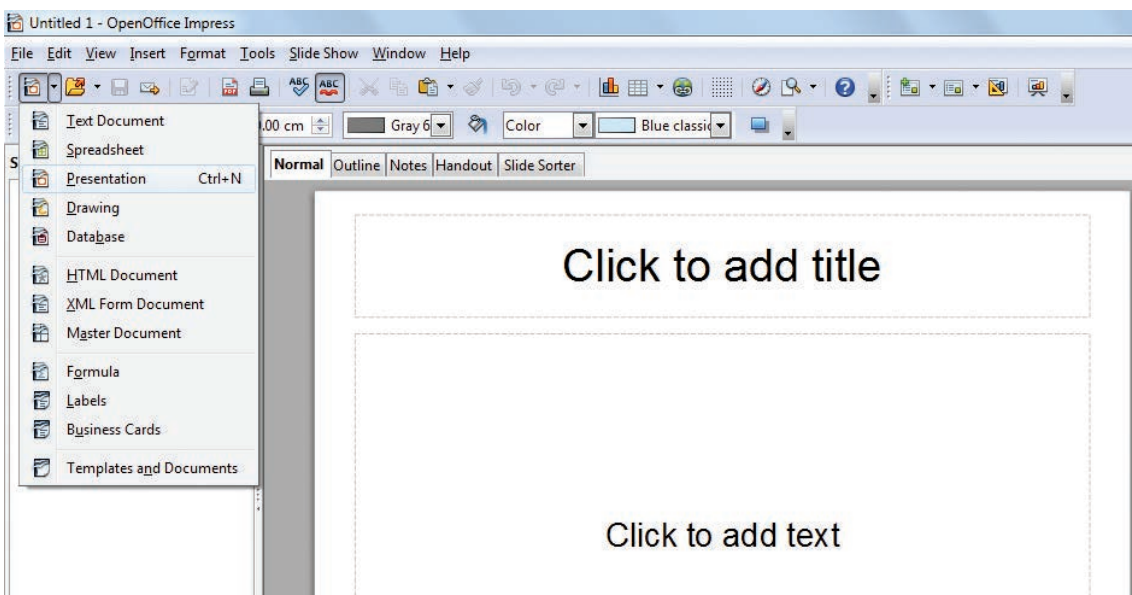 Untitled 1 - OpenOffice Impress
File Edit View Insert Format Tools Slide Show Window Help
ABC ABC
Text Document
Spreadsheet
Presentation Ctrl+N
Drawing
Database
HTML Document
XML Form Document
Master Document
Formula
Labels
Business Cards
Templates and Documents
.00 cm Gray 6 Color Blue classic
S
Normal Outline Notes Handout Slide Sorter
Click to add title
Click to add text